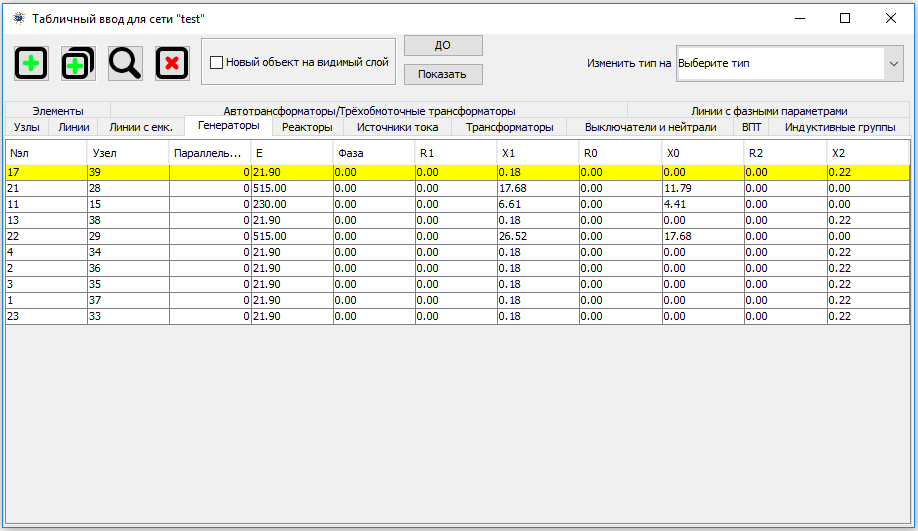 Табличный ввод для сети "test"
Новый объект на видимый слой
ДО
Показать
Изменить тип на Выберите тип
Элементы Автотрансформаторы/Трёхобмоточные трансформаторы Линии с фазными параметрами
Узлы Линии Линии с емк. Генераторы Реакторы Источники тока Трансформаторы Выключатели и нейтрали ВПТ Индуктивные группы
Nэл Узел Параллель... E Фаза R1 X1 R0 X0 R2 X2
17 39 0 21.90 0.00 0.00 0.18 0.00 0.00 0.00 0.22
21 28 0 515.00 0.00 0.00 17.68 0.00 11.79 0.00 0.00
11 15 0 230.00 0.00 0.00 6.61 0.00 4.41 0.00 0.00
13 38 0 21.90 0.00 0.00 0.18 0.00 0.00 0.00 0.22
22 29 0 515.00 0.00 0.00 26.52 0.00 17.68 0.00 0.00
4 34 0 21.90 0.00 0.00 0.18 0.00 0.00 0.00 0.22
2 36 0 21.90 0.00 0.00 0.18 0.00 0.00 0.00 0.22
3 35 0 21.90 0.00 0.00 0.18 0.00 0.00 0.00 0.22
1 37 0 21.90 0.00 0.00 0.18 0.00 0.00 0.00 0.22
23 33 0 21.90 0.00 0.00 0.18 0.00 0.00 0.00 0.22